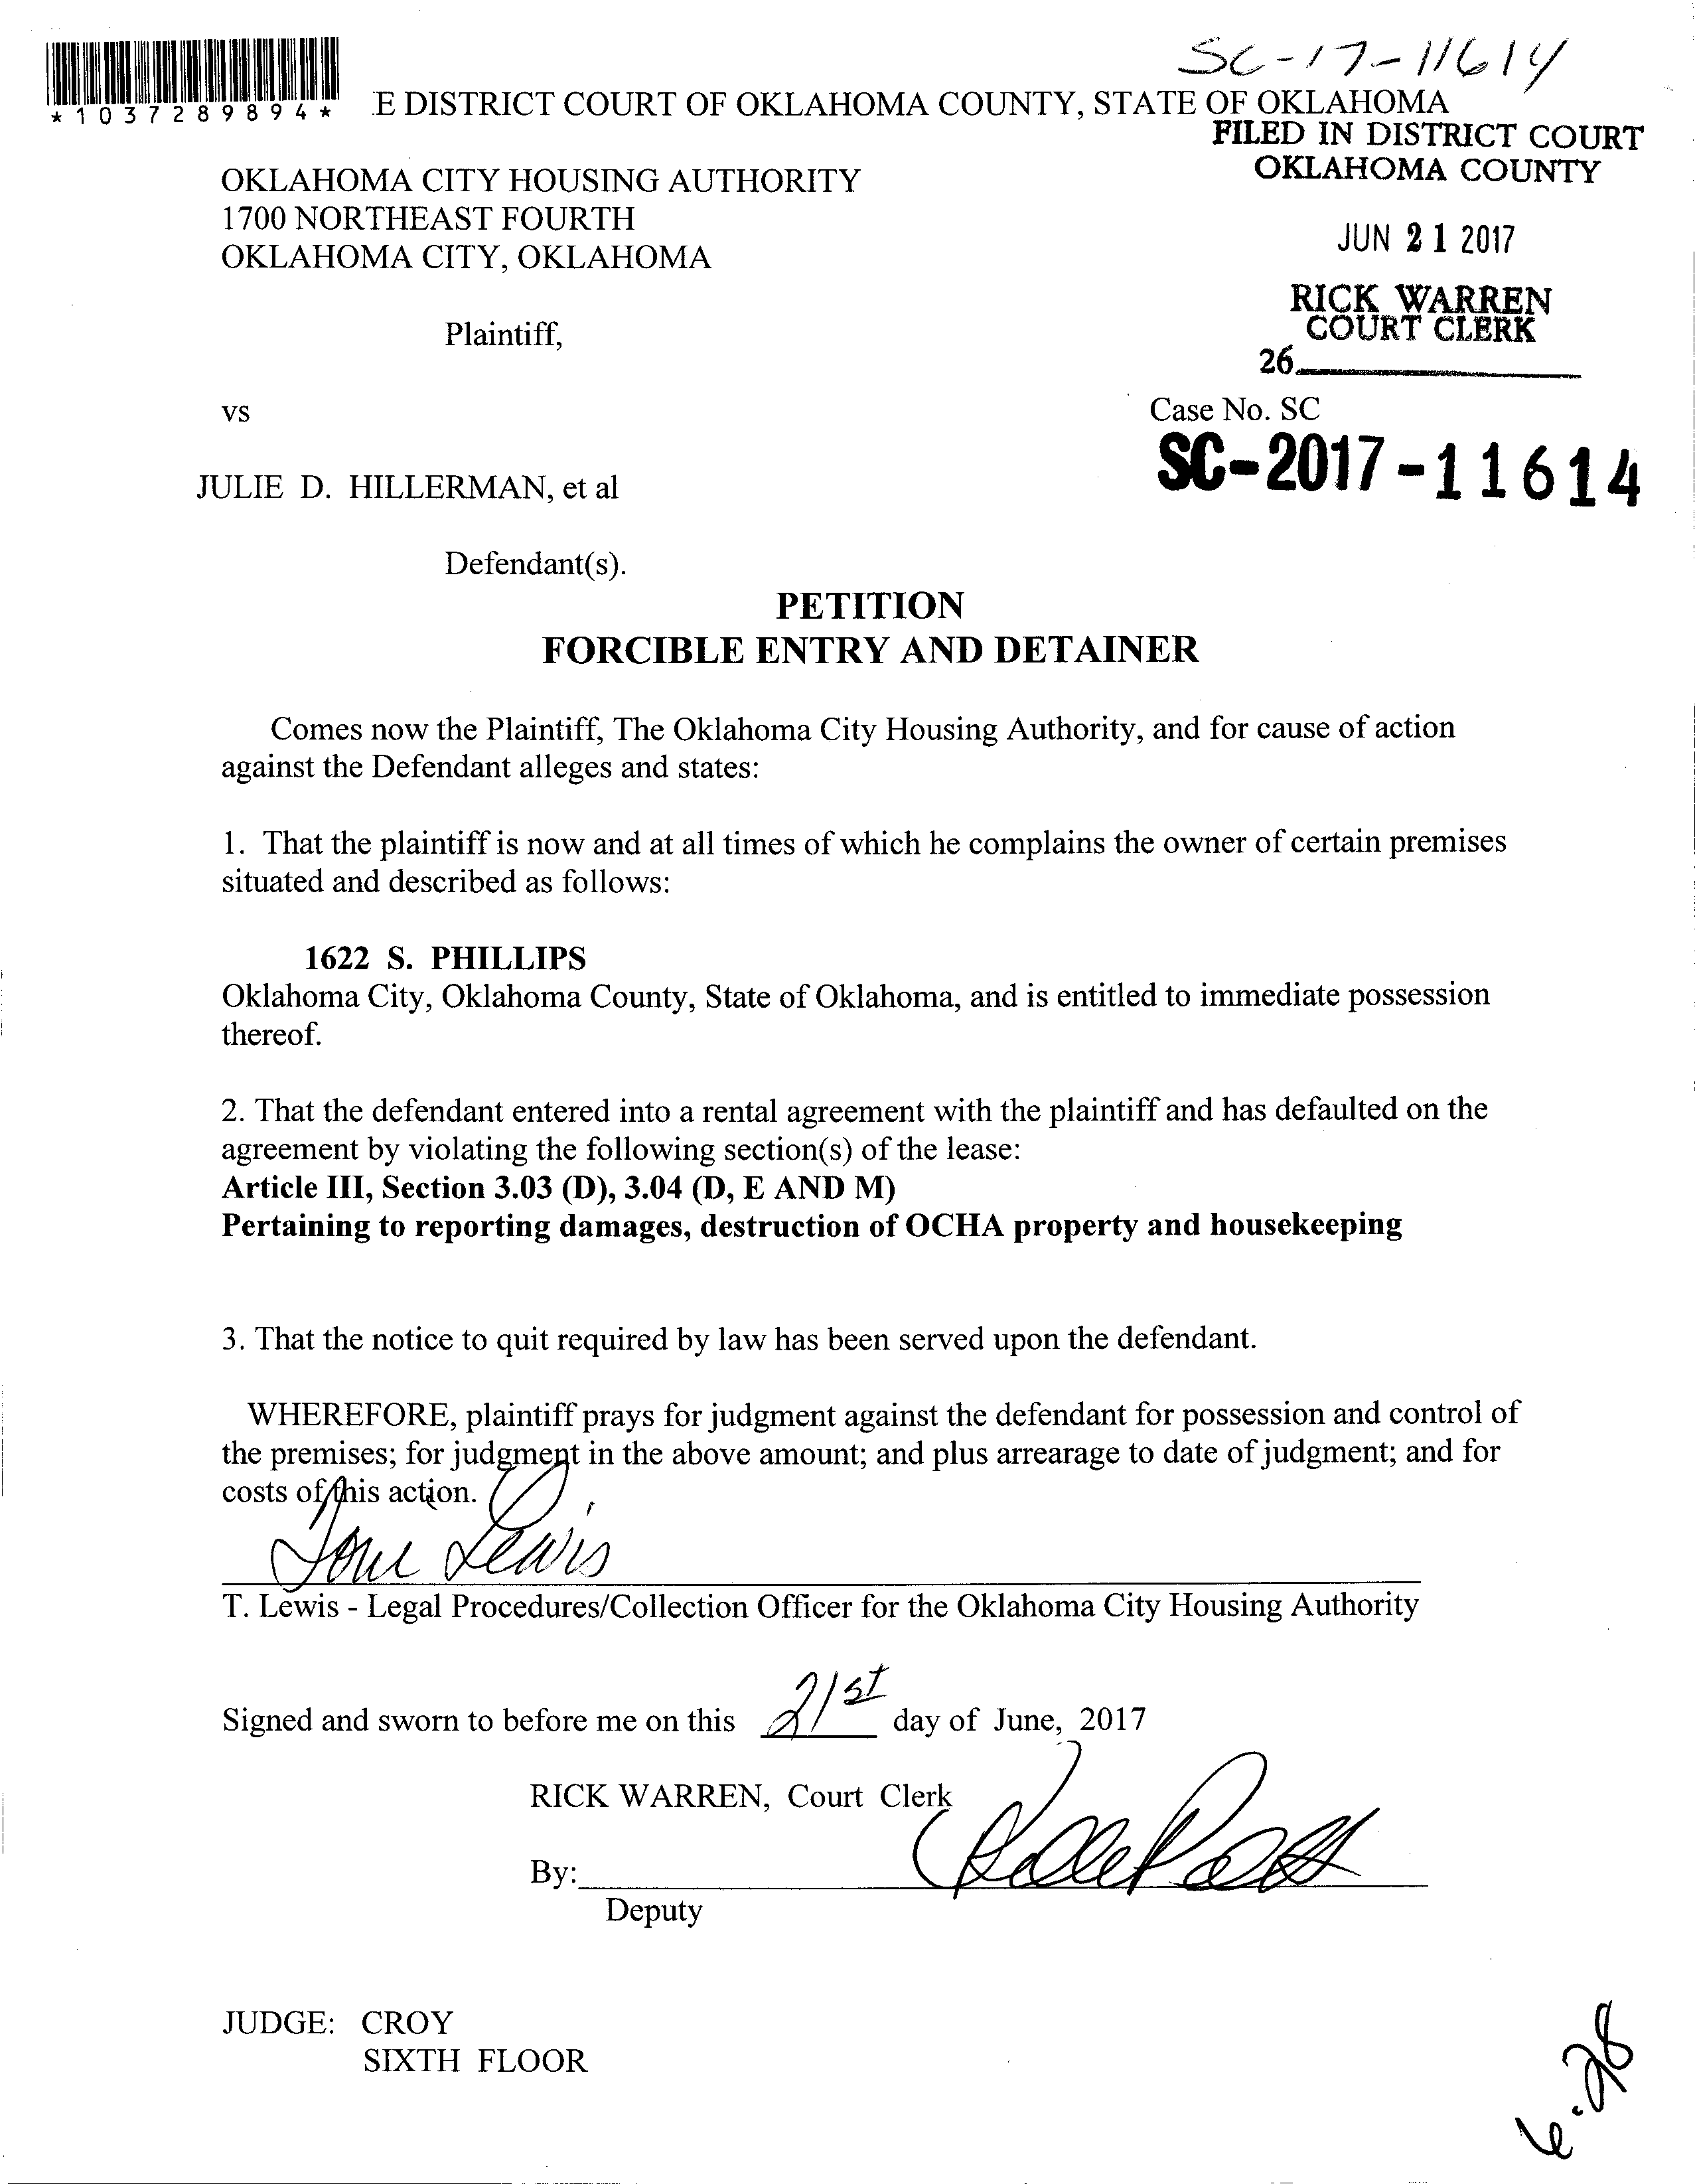 SC-17-11614
*1037289894*
E DISTRICT COURT OF OKLAHOMA COUNTY, STATE OF OKLAHOMA
FILED IN DISTRICT COURT
OKLAHOMA COUNTY
OKLAHOMA CITY HOUSING AUTHORITY
1700 NORTHEAST FOURTH
OKLAHOMA CITY, OKLAHOMA
JUN 21 2017
RICK WARREN
COURT CLERK
26
Plaintiff,
vs
Case No. SC
SC-2017-11614
JULIE D. HILLERMAN, et al
Defendant(s).
PETITION
FORCIBLE ENTRY AND DETAINER
Comes now the Plaintiff, The Oklahoma City Housing Authority, and for cause of action
against the Defendant alleges and states:
1. That the plaintiff is now and at all times of which he complains the owner of certain premises
situated and described as follows:
1622 S. PHILLIPS
Oklahoma City, Oklahoma County, State of Oklahoma, and is entitled to immediate possession
thereof.
2. That the defendant entered into a rental agreement with the plaintiff and has defaulted on the
agreement by violating the following section(s) of the lease:
Article III, Section 3.03 (D), 3.04 (D, E AND M)
Pertaining to reporting damages, destruction of OCHA property and housekeeping
3. That the notice to quit required by law has been served upon the defendant.
WHEREFORE, plaintiff prays for judgment against the defendant for possession and control of
the premises; for judgment in the above amount; and plus arrearage to date of judgment; and for
costs of this action.
Lewis
T. Lewis - Legal Procedures/Collection Officer for the Oklahoma City Housing Authority
Signed and sworn to before me on this 21st day of June, 2017
RICK WARREN, Court Clerk
By:
Deputy
JUDGE: CROY
SIXTH FLOOR
6-28